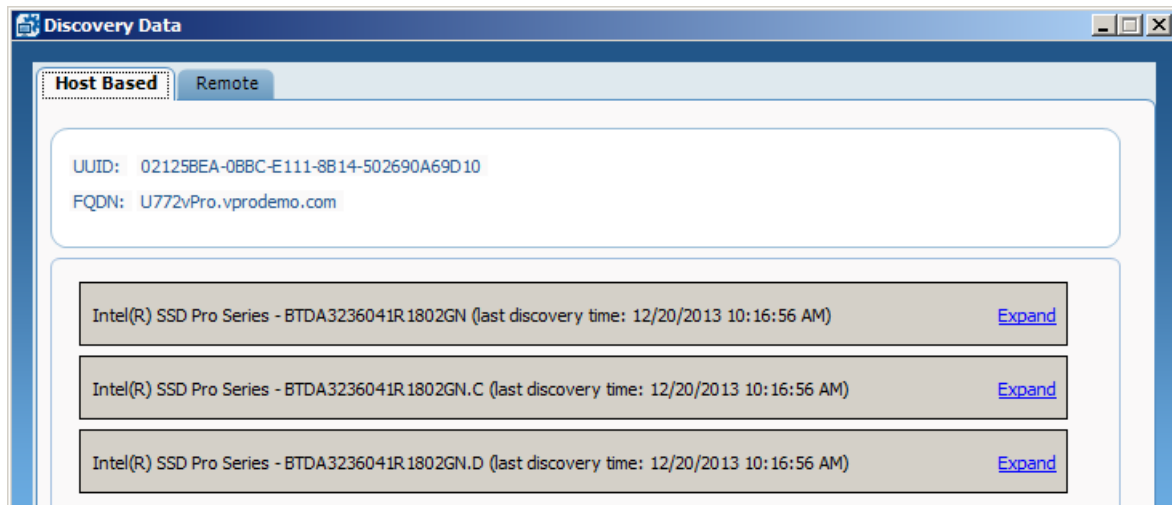 Discovery Data
Host Based Remote
UUID: 02125BEA-0BBC-E111-8B14-502690A69D10
FQDN: U772vPro.vprodemo.com
Intel(R) SSD Pro Series - BTDA3236041R1802GN (last discovery time: 12/20/2013 10:16:56 AM) Expand
Intel(R) SSD Pro Series - BTDA3236041R1802GN.C (last discovery time: 12/20/2013 10:16:56 AM) Expand
Intel(R) SSD Pro Series - BTDA3236041R1802GN.D (last discovery time: 12/20/2013 10:16:56 AM) Expand